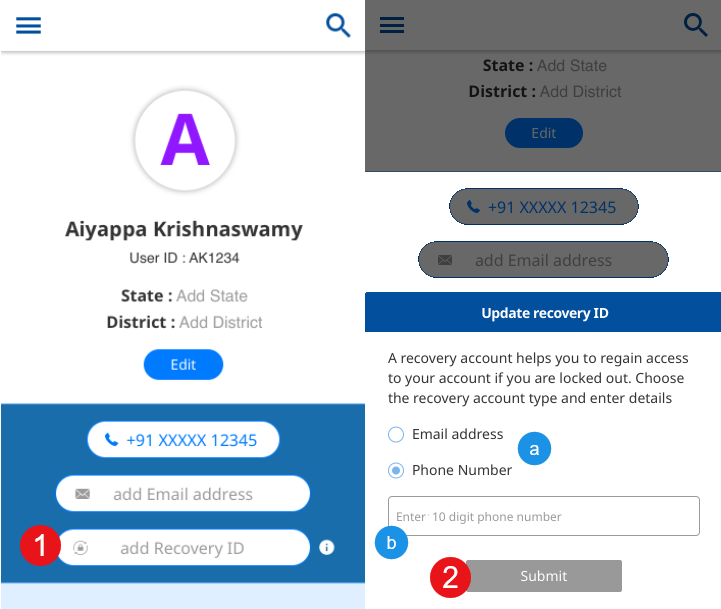 A
Aiyappa Krishnaswamy
User ID : AK1234
State : Add State
District : Add District
Edit
+91 XXXXX 12345
add Email address
1
add Recovery ID
i
State : Add State
District : Add District
Edit
+91 XXXXX 12345
add Email address
Update recovery ID
A recovery account helps you to regain access
to your account if you are locked out. Choose
the recovery account type and enter details
Email address
a
Phone Number
Enter 10 digit phone number
b
2
Submit